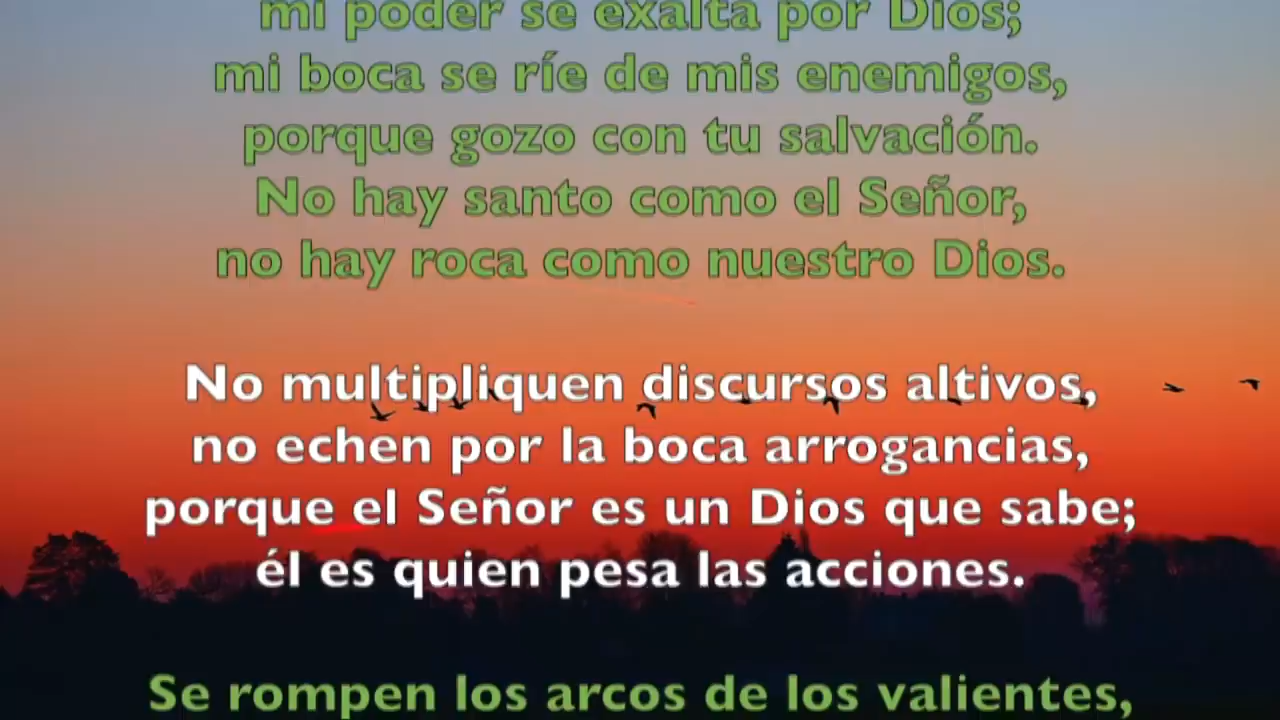 mi poder se exalta por Dios;
mi boca se ríe de mis enemigos,
porque gozo con tu salvación.
No hay santo como el Señor,
no hay roca como nuestro Dios.
No multipliquen discursos altivos,
no echen por la boca arrogancias,
porque el Señor es un Dios que sabe;
él es quien pesa las acciones.
Se rompen los arcos de los valientes,